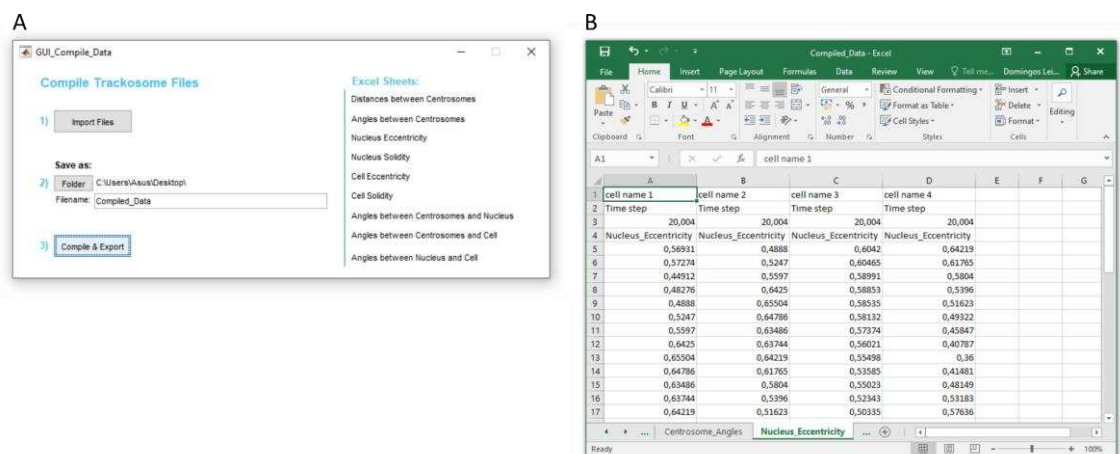 A
GUI_Compile_Data
Compile Trackosome Files
1) Import Files
Save as:
2) Folder C:\Users\Asus\Desktop\
Filename: Compiled_Data
3) Compile & Export
Excel Sheets:
Distances between Centrosomes
Angles between Centrosomes
Nucleus Eccentricity
Nucleus Solidity
Cell Eccentricity
Cell Solidity
Angles between Centrosomes and Nucleus
Angles between Centrosomes and Cell
Angles between Nucleus and Cell
B
Compiled_Data - Excel
File Home Insert Page Layout Formulas Data Review View Tell me... Domingos Lei... Share
Calibri 11 General Conditional Formatting Insert
Paste B I U A A % Format as Table Delete Editing
Cell Styles Format
Clipboard Font Alignment Number Styles Cells
A1 fx cell name 1
A B C D E F G
1 cell name 1 cell name 2 cell name 3 cell name 4
2 Time step Time step Time step Time step
3 20,004 20,004 20,004 20,004
4 Nucleus_Eccentricity Nucleus_Eccentricity Nucleus_Eccentricity Nucleus_Eccentricity
5 0,56931 0,4888 0,6042 0,64219
6 0,57274 0,5247 0,60465 0,61765
7 0,44912 0,5597 0,58991 0,5804
8 0,48276 0,6425 0,58853 0,5396
9 0,4888 0,65504 0,58535 0,51623
10 0,5247 0,64786 0,58132 0,49322
11 0,5597 0,63486 0,57374 0,45847
12 0,6425 0,63744 0,56021 0,40787
13 0,65504 0,64219 0,55498 0,36
14 0,64786 0,61765 0,53585 0,41481
15 0,63486 0,5804 0,55023 0,48149
16 0,63744 0,5396 0,52343 0,53183
17 0,64219 0,51623 0,50335 0,57636
... Centrosome_Angles Nucleus_Eccentricity ...
Ready 100%